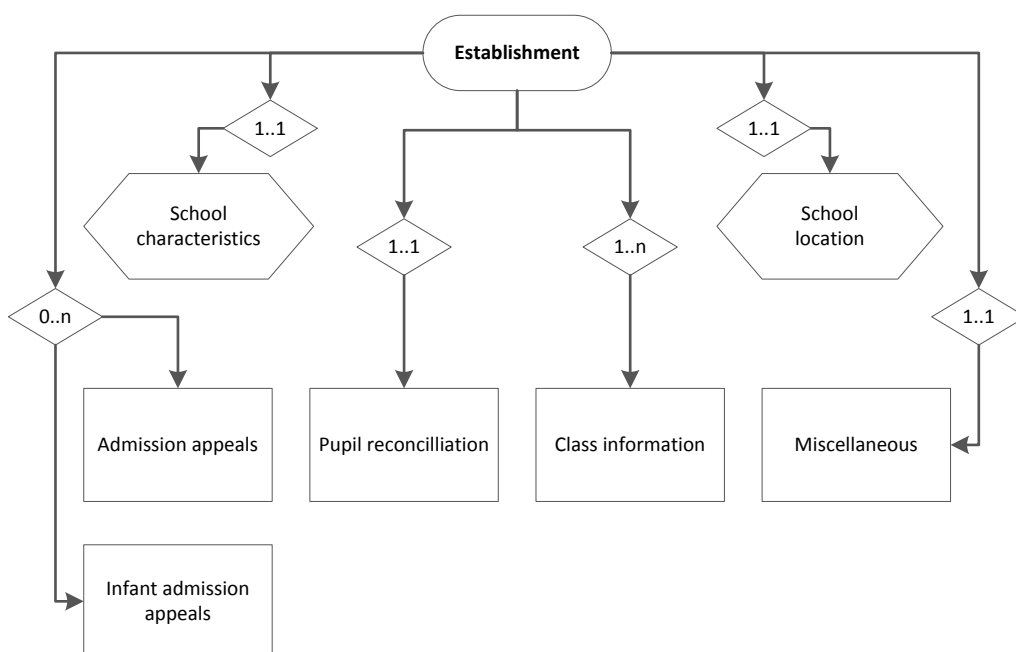 Establishment
1..1
1..1
School
characteristics
School
location
1..1
1..n
0..n
1..1
Admission appeals
Pupil reconcilliation
Class information
Miscellaneous
Infant admission
appeals